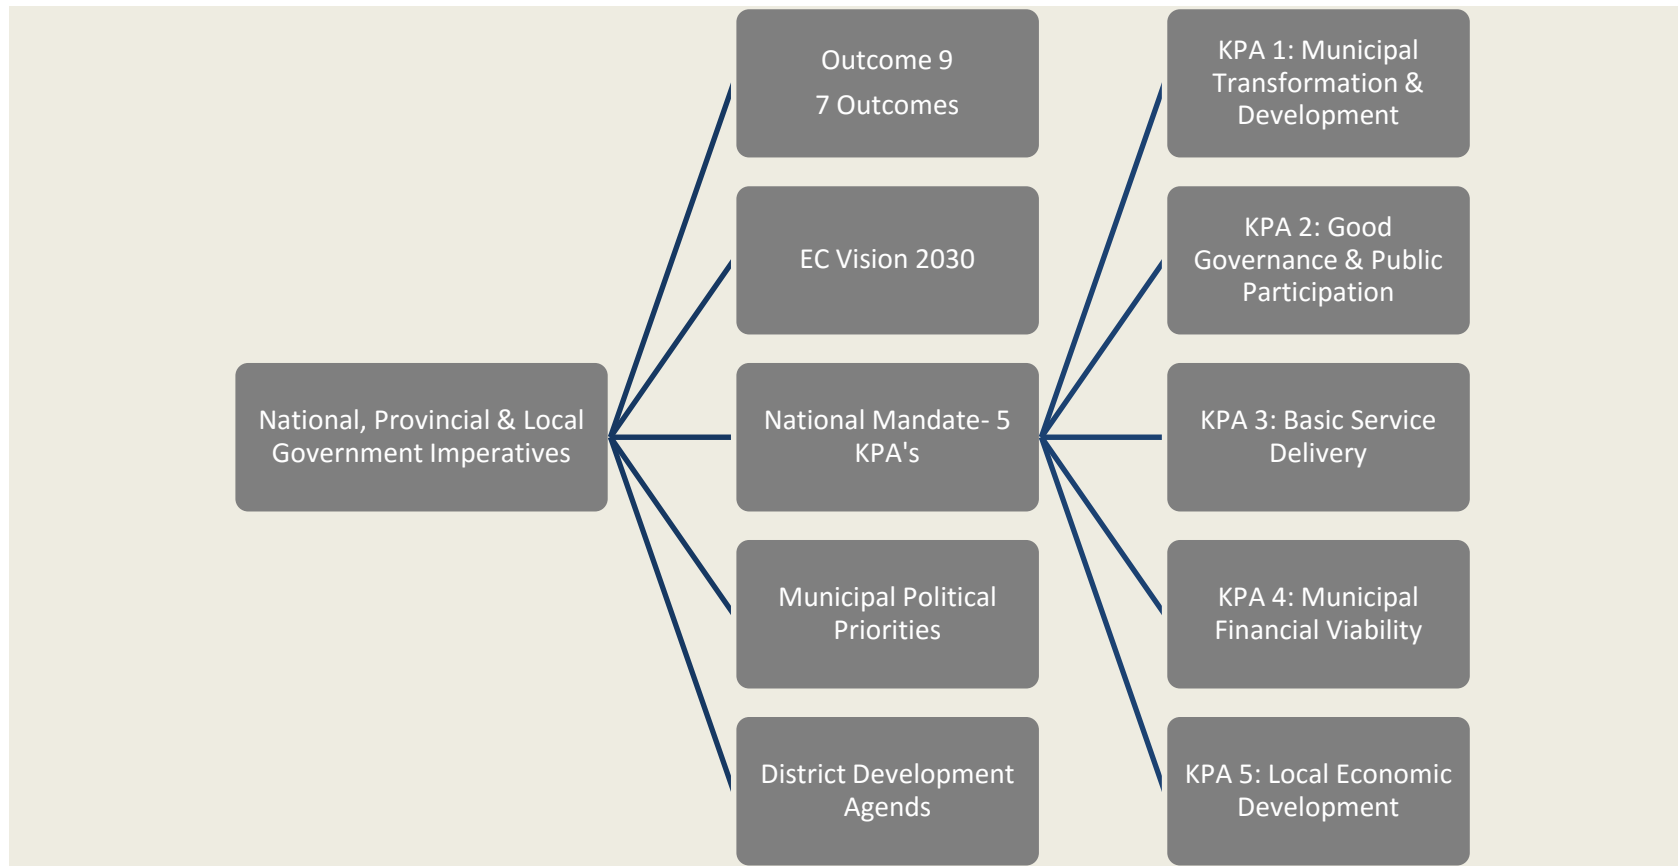 National, Provincial & Local
Government Imperatives
Outcome 9
7 Outcomes
EC Vision 2030
National Mandate- 5
KPA's
Municipal Political
Priorities
District Development
Agends
KPA 1: Municipal
Transformation &
Development
KPA 2: Good
Governance & Public
Participation
KPA 3: Basic Service
Delivery
KPA 4: Municipal
Financial Viability
KPA 5: Local Economic
Development